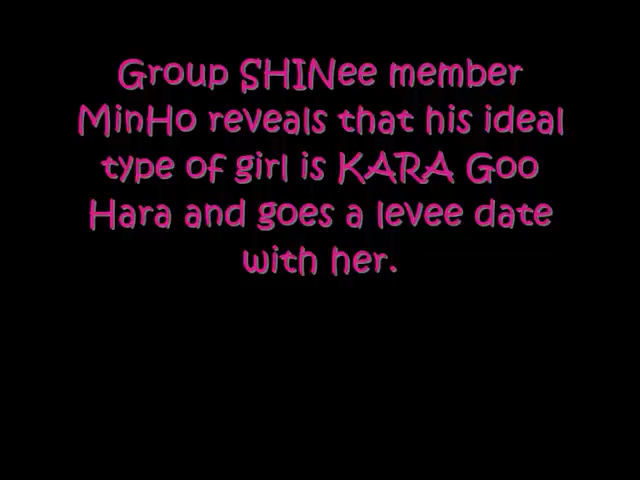 Group SHINee member
MinHo reveals that his ideal
type of girl is KARA Goo
Hara and goes a levee date
with her.